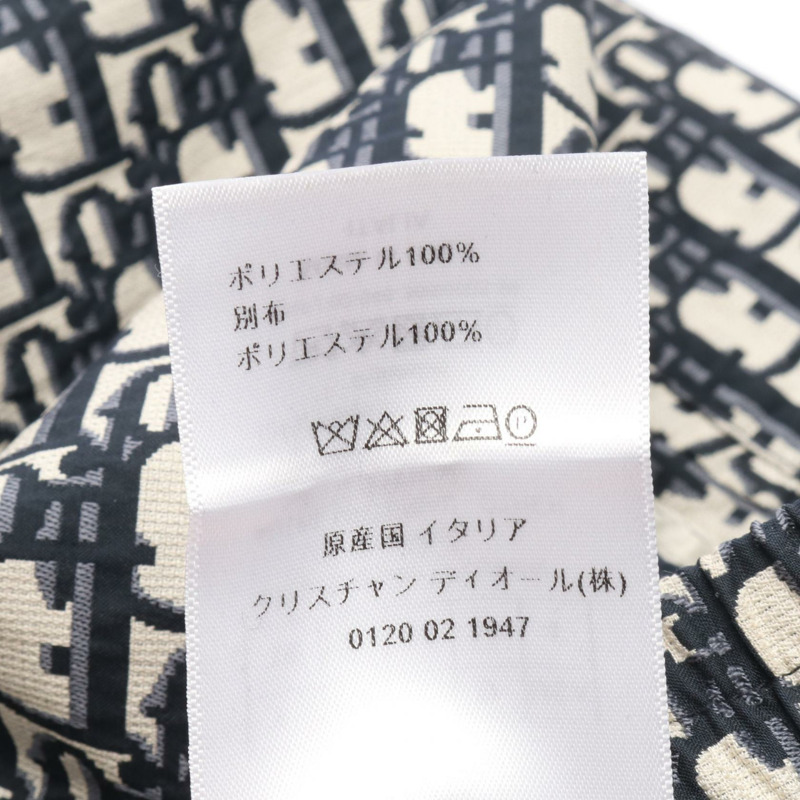 ポリエステル100%
別布
ポリエステル100%
P
原産国 イタリア
クリスチャン ディオール(株)
0120 02 1947